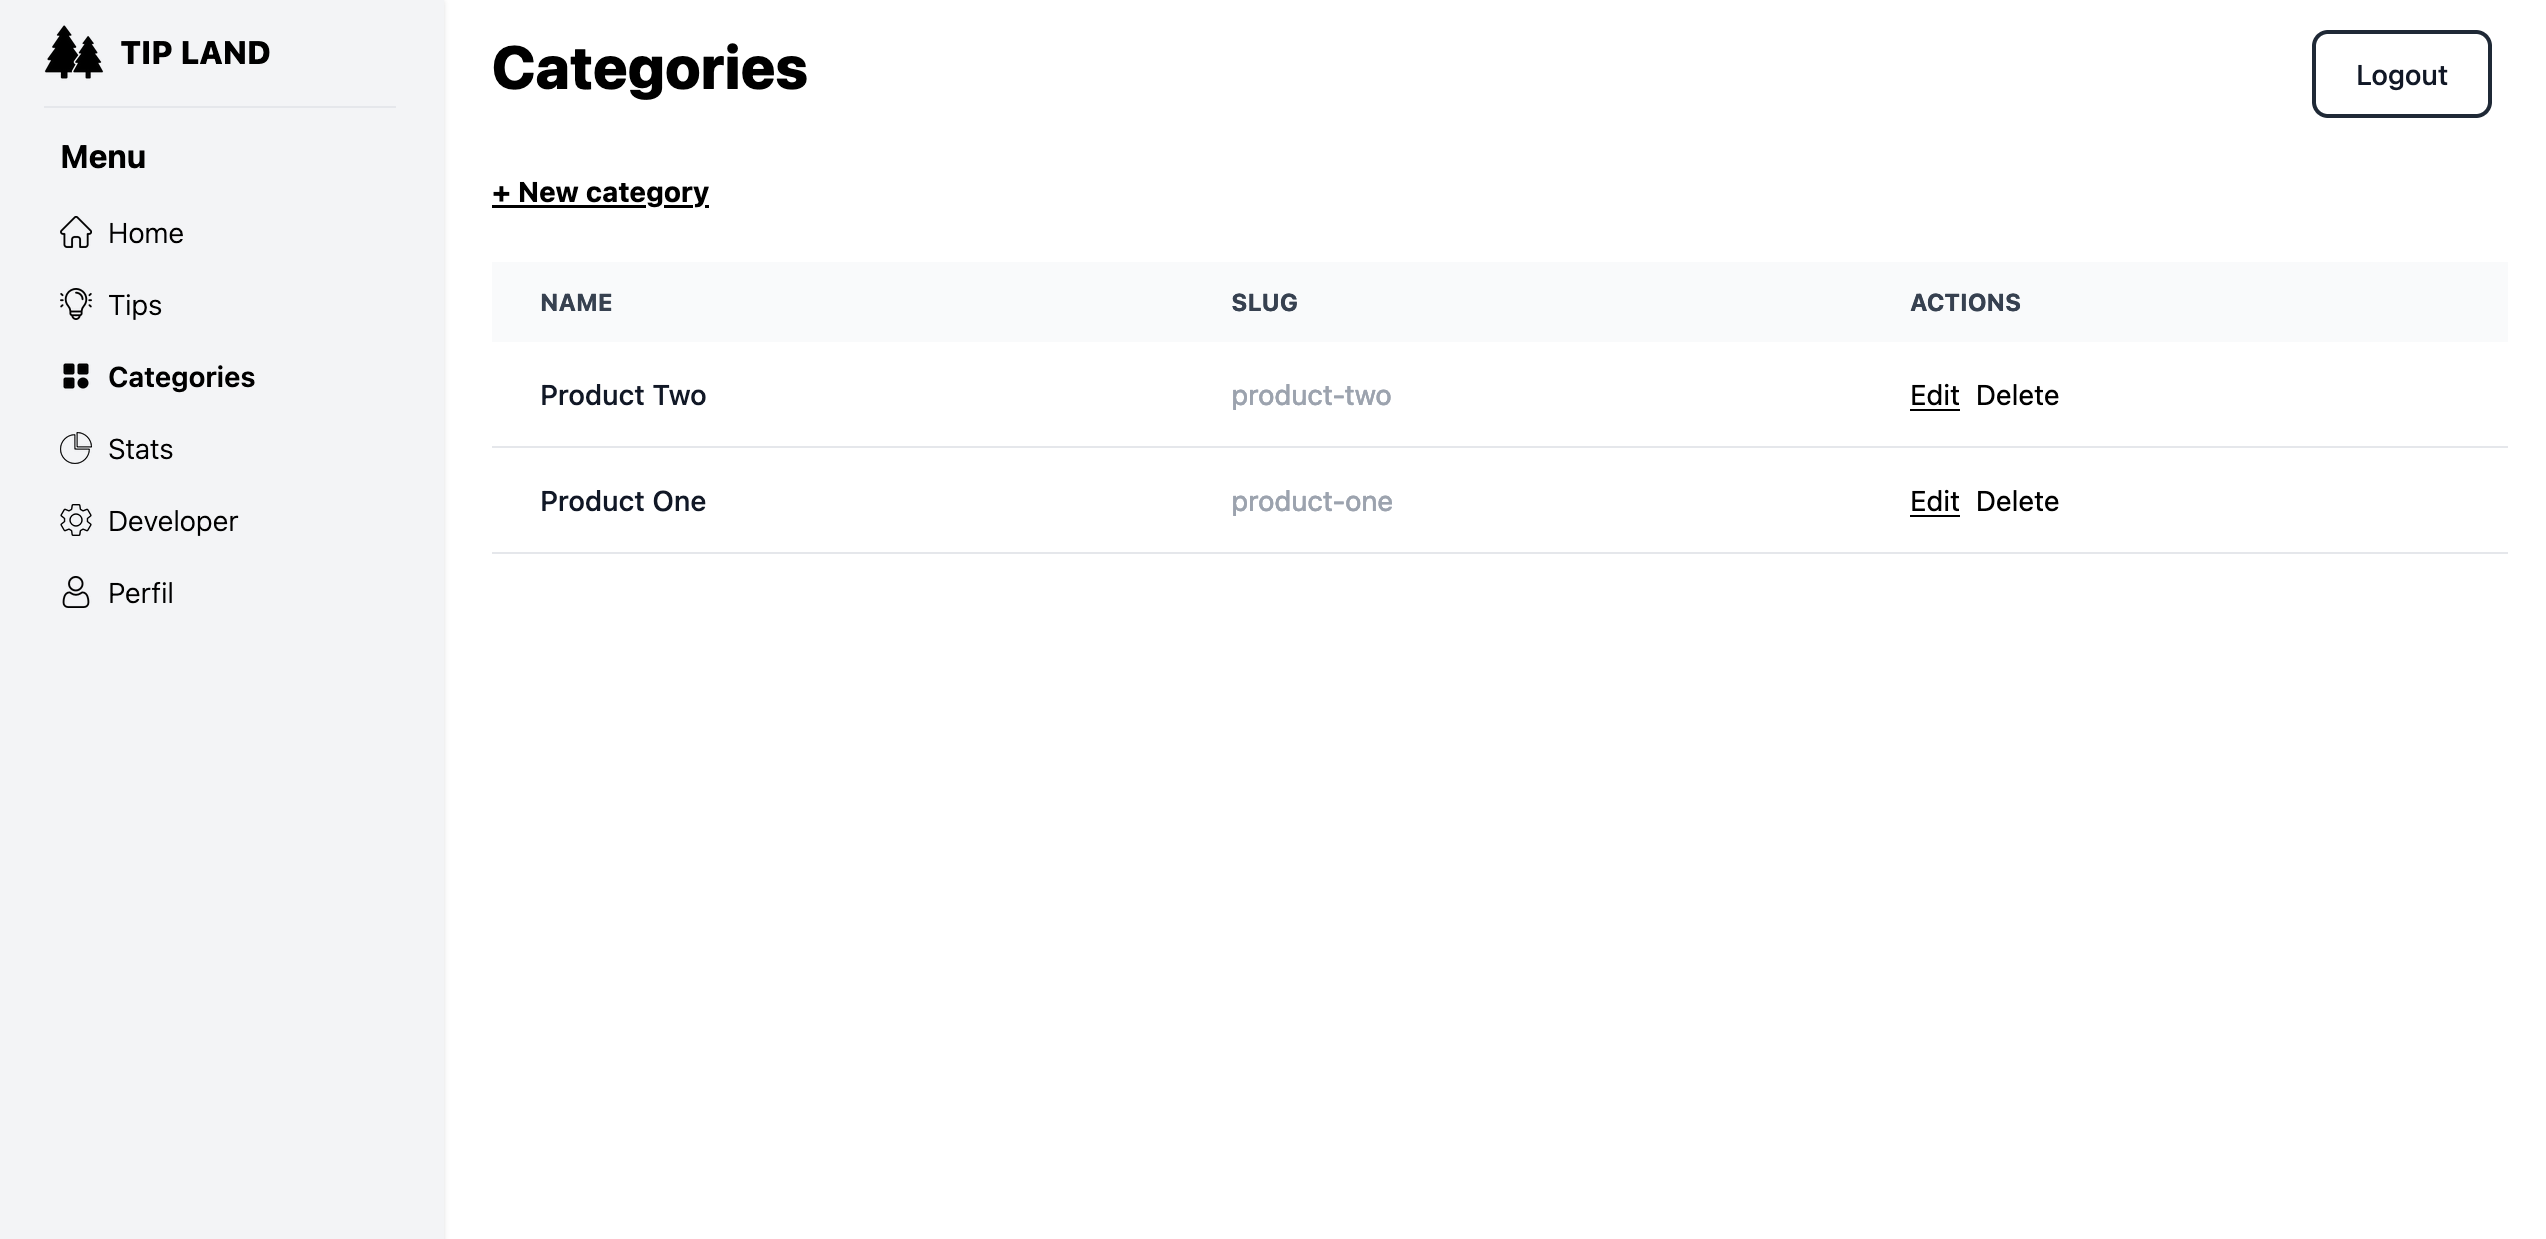 TIP LAND
Menu
Home
Tips
Categories
Stats
Developer
Perfil
Categories
Logout
+ New category
NAME SLUG ACTIONS
Product Two product-two Edit Delete
Product One product-one Edit Delete